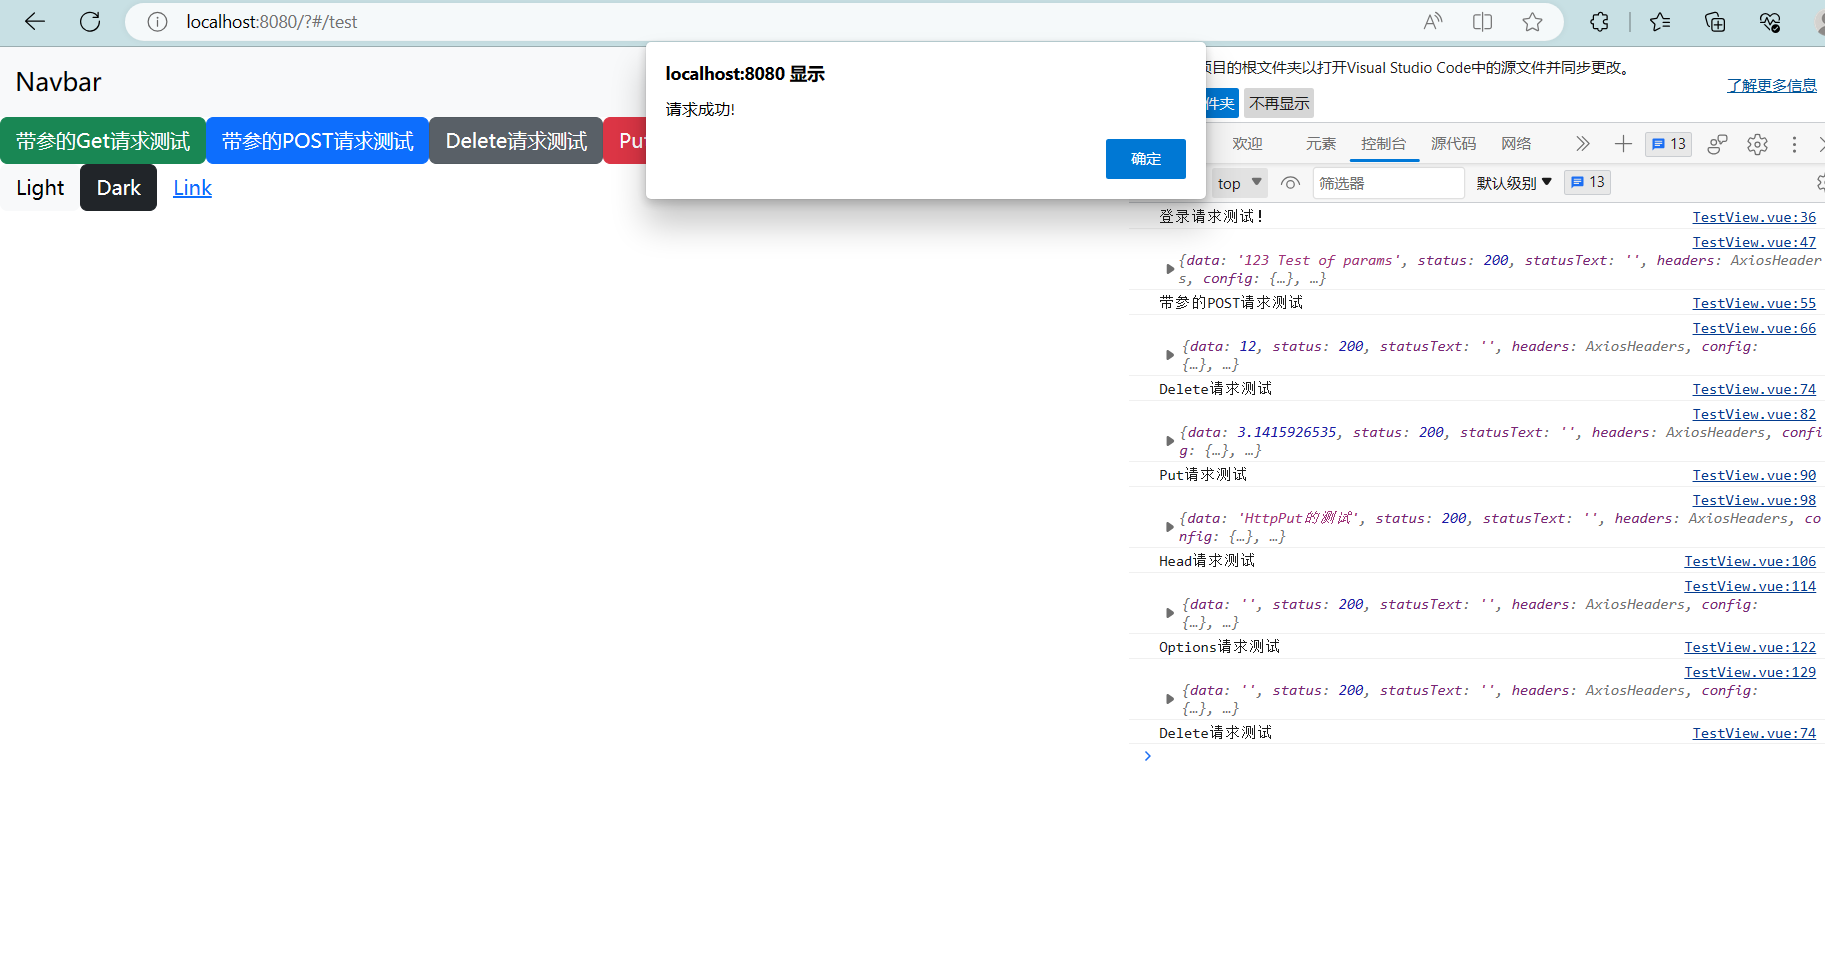 localhost:8080/?#/test
localhost:8080 显示
请求成功!
确定
Navbar
带参的Get请求测试 带参的POST请求测试 Delete请求测试
Light Dark Link
项目的根文件夹以打开Visual Studio Code中的源文件并同步更改。
了解更多信息
件夹 不再显示
欢迎 元素 控制台 源代码 网络 13
top 筛选器 默认级别 13
登录请求测试! TestView.vue:36
TestView.vue:47
{data: '123 Test of params', status: 200, statusText: '', headers: AxiosHeader
s, config: {…}, …}
带参的POST请求测试 TestView.vue:55
TestView.vue:66
{data: 12, status: 200, statusText: '', headers: AxiosHeaders, config:
{…}, …}
Delete请求测试 TestView.vue:74
TestView.vue:82
{data: 3.1415926535, status: 200, statusText: '', headers: AxiosHeaders, confi
g: {…}, …}
Put请求测试 TestView.vue:90
TestView.vue:98
{data: 'HttpPut的测试', status: 200, statusText: '', headers: AxiosHeaders, co
nfig: {…}, …}
Head请求测试 TestView.vue:106
TestView.vue:114
{data: '', status: 200, statusText: '', headers: AxiosHeaders, config:
{…}, …}
Options请求测试 TestView.vue:122
TestView.vue:129
{data: '', status: 200, statusText: '', headers: AxiosHeaders, config:
{…}, …}
Delete请求测试 TestView.vue:74